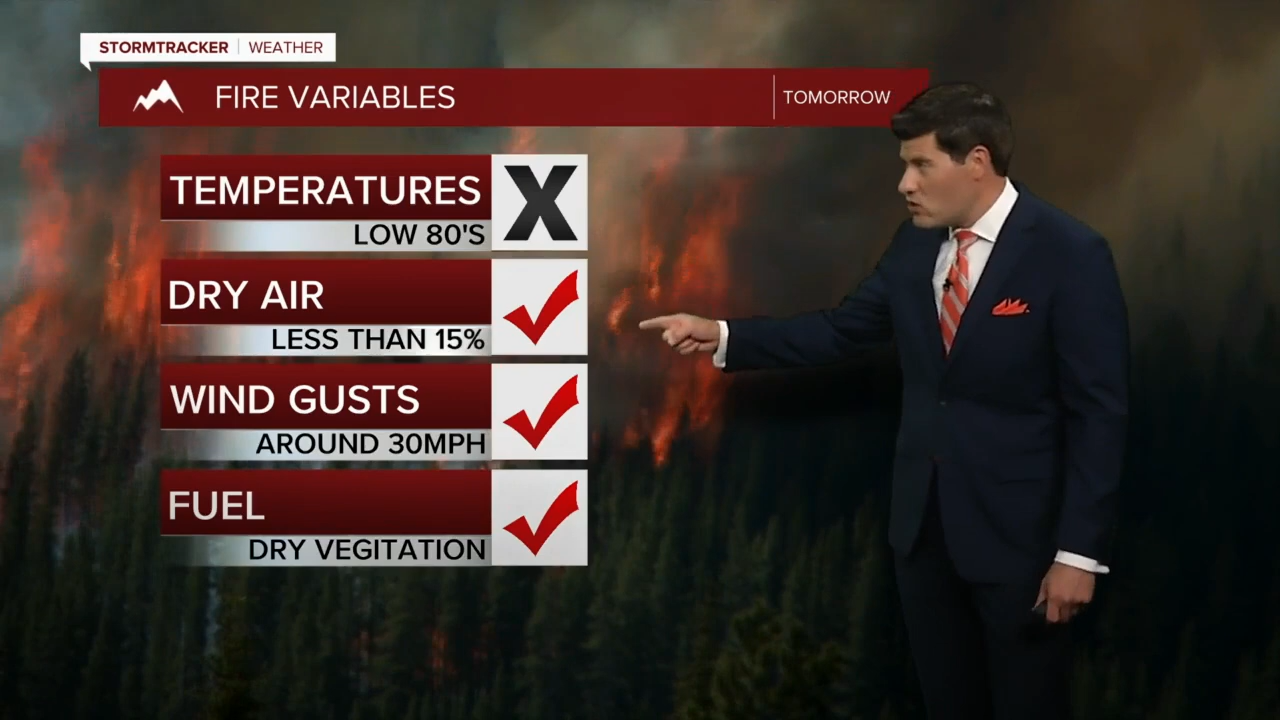 STORMTRACKER | WEATHER
FIRE VARIABLES
TOMORROW
TEMPERATURES X
LOW 80'S
DRY AIR
LESS THAN 15%
WIND GUSTS
AROUND 30MPH
FUEL
DRY VEGITATION